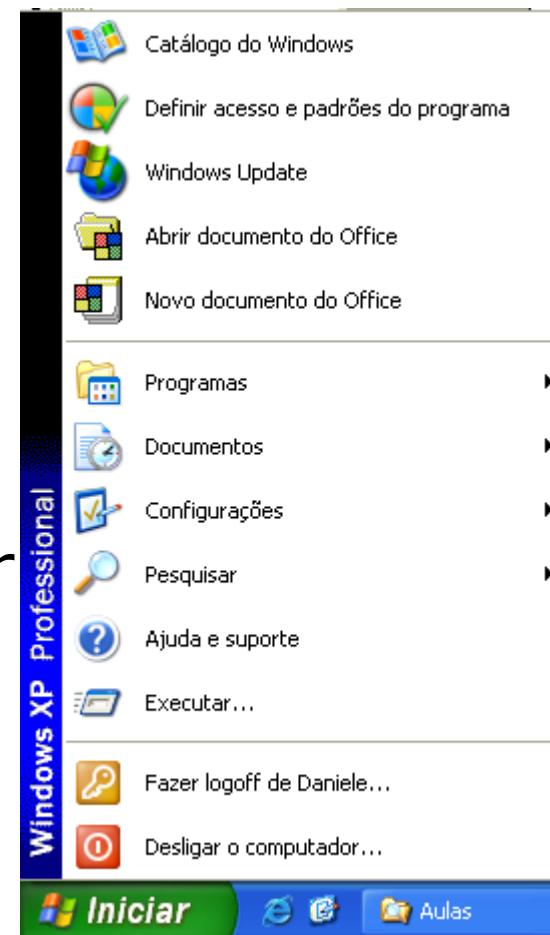 Catálogo do Windows
Definir acesso e padrões do programa
Windows Update
Abrir documento do Office
Novo documento do Office
Programas
Documentos
Configurações
Pesquisar
Ajuda e suporte
Executar...
Fazer logoff de Daniele...
Desligar o computador...
Windows XP Professional
Iniciar
Aulas